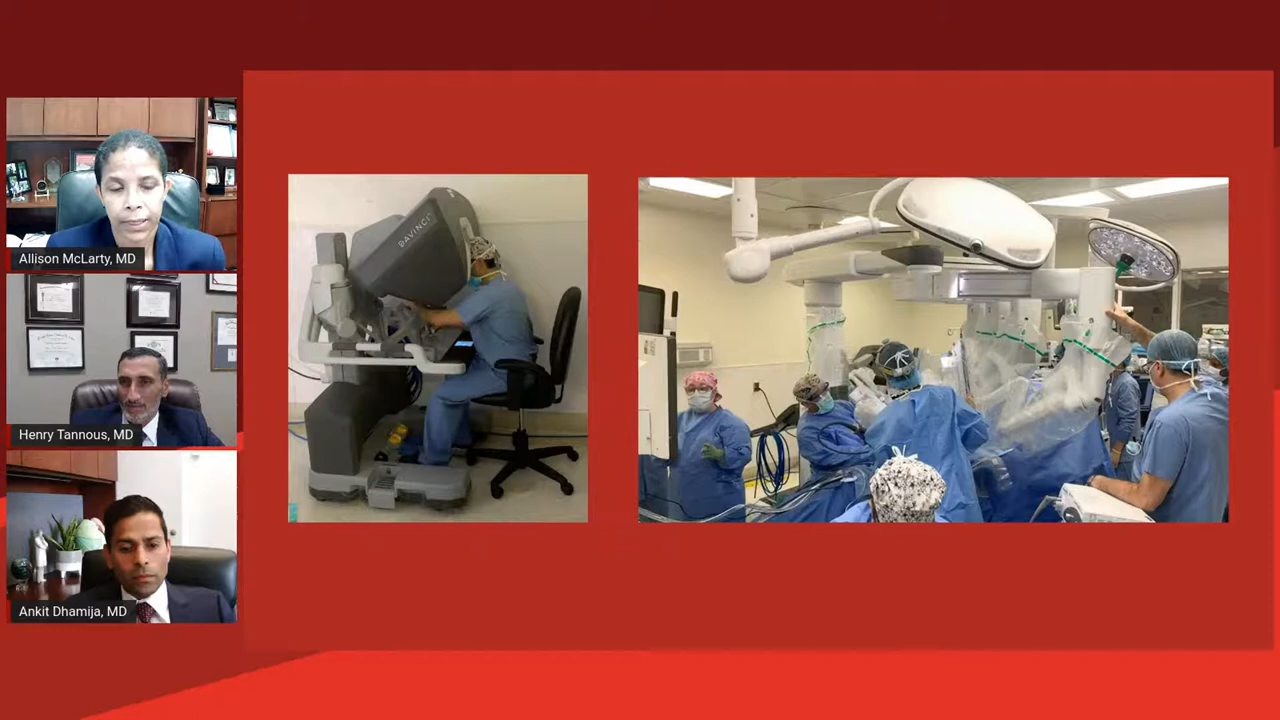 Allison McLarty, MD
Henry Tannous, MD
Ankit Dhamija, MD
DAVINCI